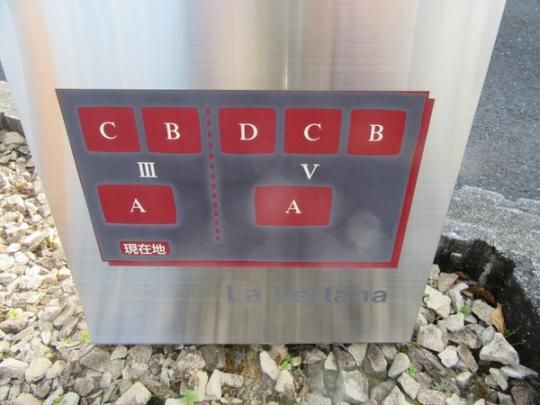 C B D C B
III V
A A
現在地
La Vertana